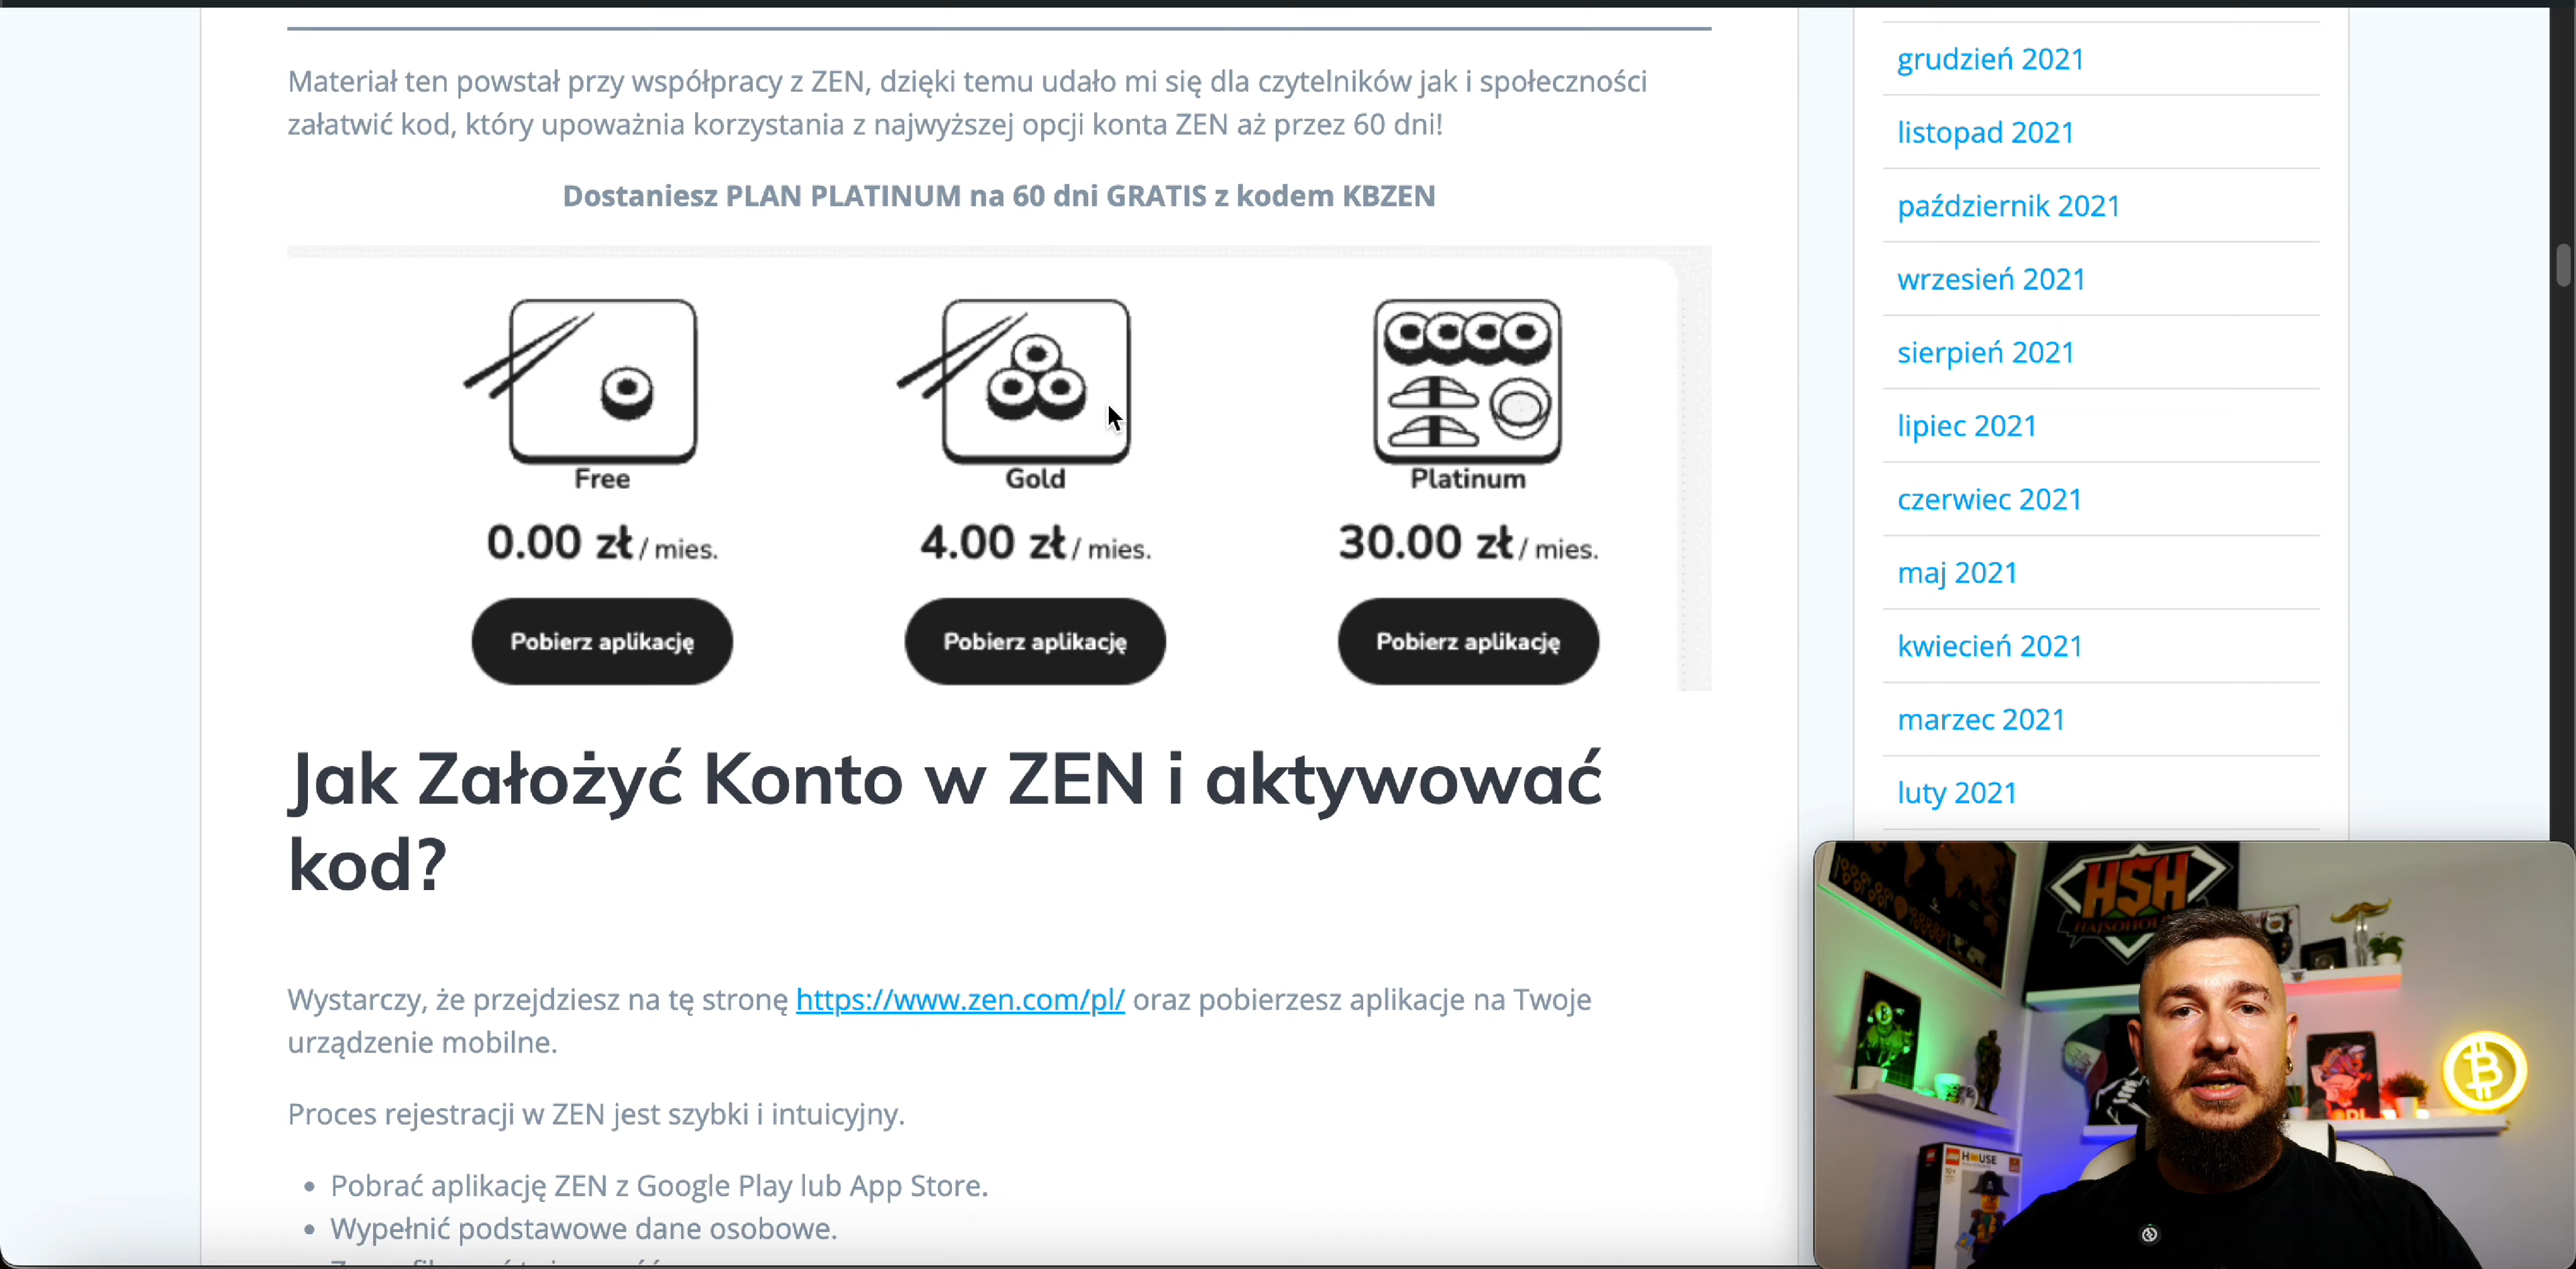 Materiał ten powstał przy współpracy z ZEN, dzięki temu udało mi się dla czytelników jak i społeczności
załatwić kod, który upoważnia korzystania z najwyższej opcji konta ZEN aż przez 60 dni!
Dostaniesz PLAN PLATINUM na 60 dni GRATIS z kodem KBZEN
Free
Gold
Platinum
0.00 zł / mies.
4.00 zł / mies.
30.00 zł / mies.
Pobierz aplikację
Pobierz aplikację
Pobierz aplikację
Jak Założyć Konto w ZEN i aktywować
kod?
Wystarczy, że przejdziesz na tę stronę https://www.zen.com/pl/ oraz pobierzesz aplikacje na Twoje
urządzenie mobilne.
Proces rejestracji w ZEN jest szybki i intuicyjny.
• Pobrać aplikację ZEN z Google Play lub App Store.
• Wypełnić podstawowe dane osobowe.
grudzień 2021
listopad 2021
październik 2021
wrzesień 2021
sierpień 2021
lipiec 2021
czerwiec 2021
maj 2021
kwiecień 2021
marzec 2021
luty 2021
HSH
HOUSE